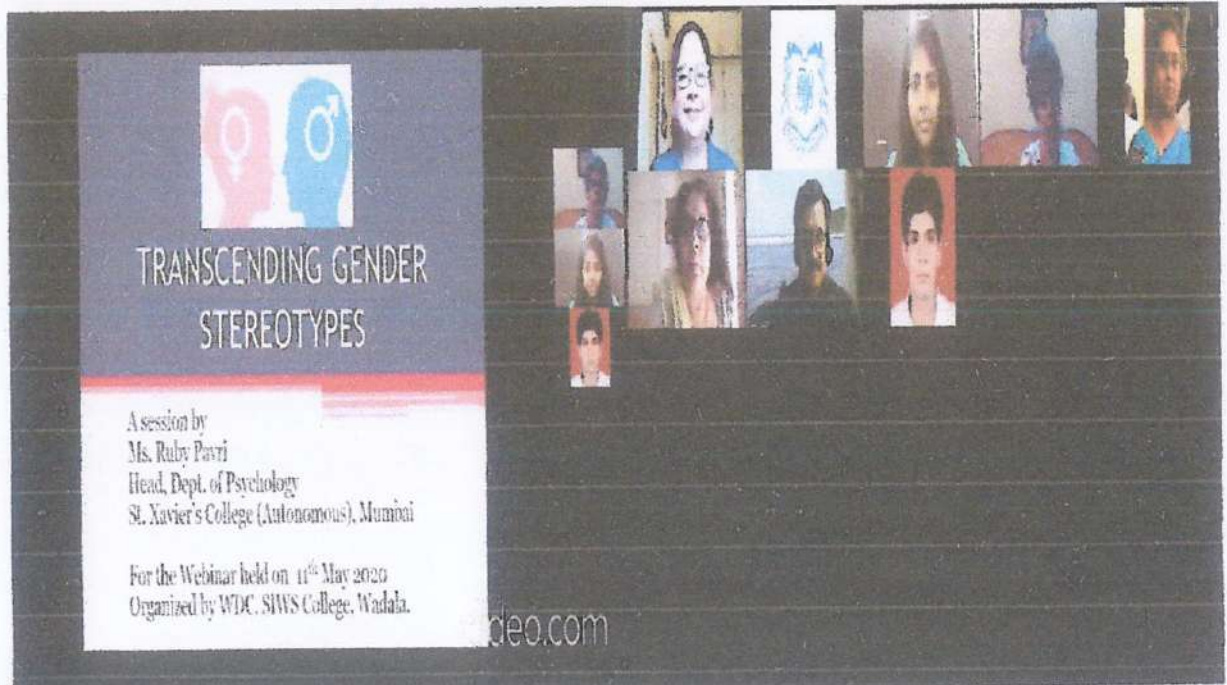 TRANSCENDING GENDER
STEREOTYPES
A session by
Ms. Ruby Pavri
Head, Dept. of Psychology
St. Xavier's College (Autonomous), Mumbai
For the Webinar held on 11th May 2020
Organized by WDC. SIWS College, Wadala.
deo.com